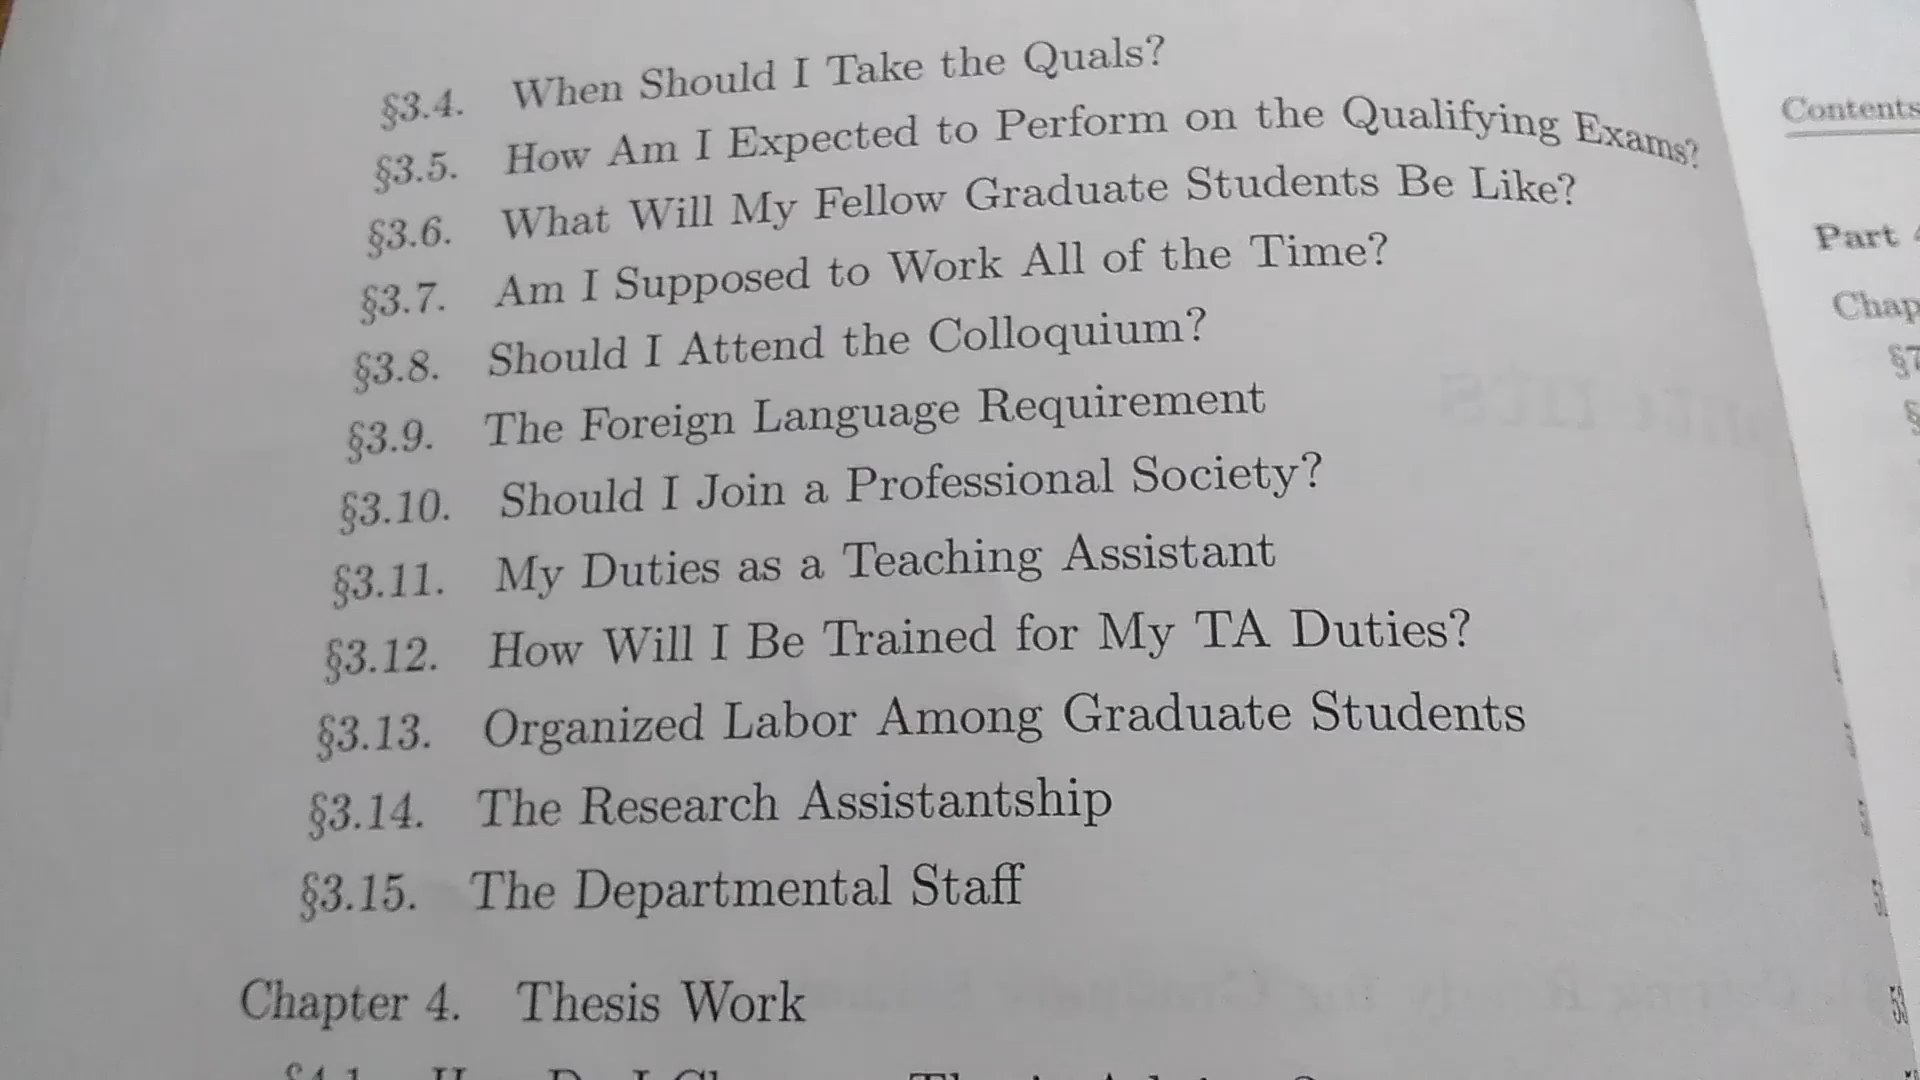 §3.4. When Should I Take the Quals?
§3.5. How Am I Expected to Perform on the Qualifying Exams?
§3.6. What Will My Fellow Graduate Students Be Like?
§3.7. Am I Supposed to Work All of the Time?
§3.8. Should I Attend the Colloquium?
§3.9. The Foreign Language Requirement
§3.10. Should I Join a Professional Society?
§3.11. My Duties as a Teaching Assistant
§3.12. How Will I Be Trained for My TA Duties?
§3.13. Organized Labor Among Graduate Students
§3.14. The Research Assistantship
§3.15. The Departmental Staff
Chapter 4. Thesis Work
53
Contents
Part
Chap
§7
§